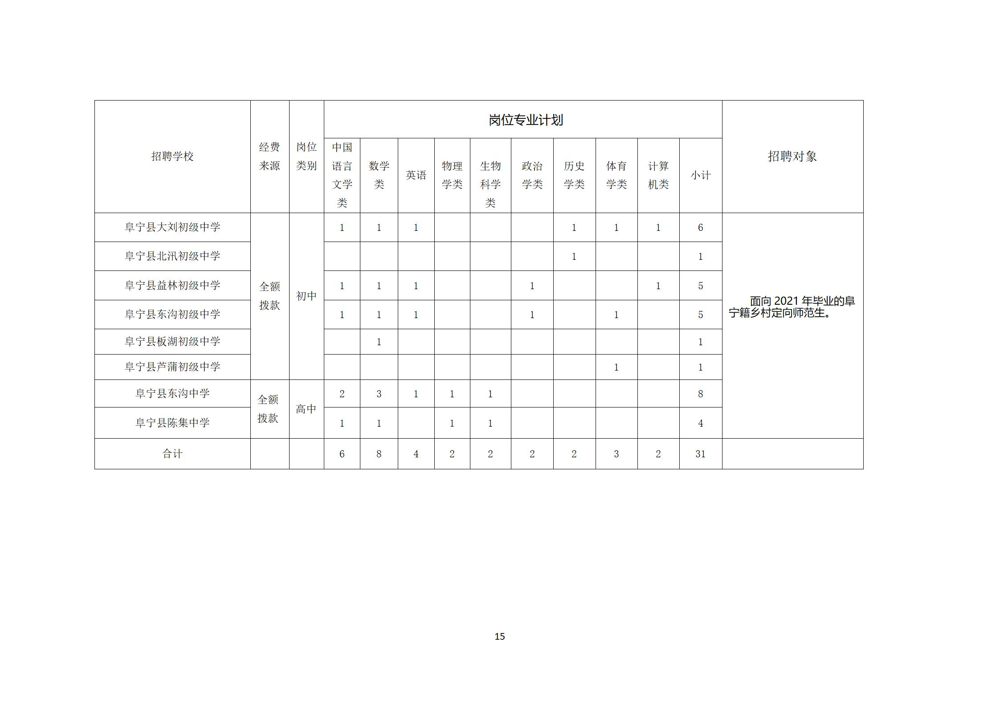 招聘学校 经费来源 岗位类别 岗位专业计划 招聘对象
中国语言文学类 数学类 英语 物理学类 生物科学类 政治学类 历史学类 体育学类 计算机类 小计
阜宁县大刘初级中学 全额拨款 初中 1 1 1 1 1 1 6 面向 2021 年毕业的阜宁籍乡村定向师范生。
阜宁县北汛初级中学 1 1
阜宁县益林初级中学 1 1 1 1 1 5
阜宁县东沟初级中学 1 1 1 1 1 5
阜宁县板湖初级中学 1 1
阜宁县芦蒲初级中学 1 1
阜宁县东沟中学 全额拨款 高中 2 3 1 1 1 8
阜宁县陈集中学 1 1 1 1 4
合计 6 8 4 2 2 2 2 3 2 31
15